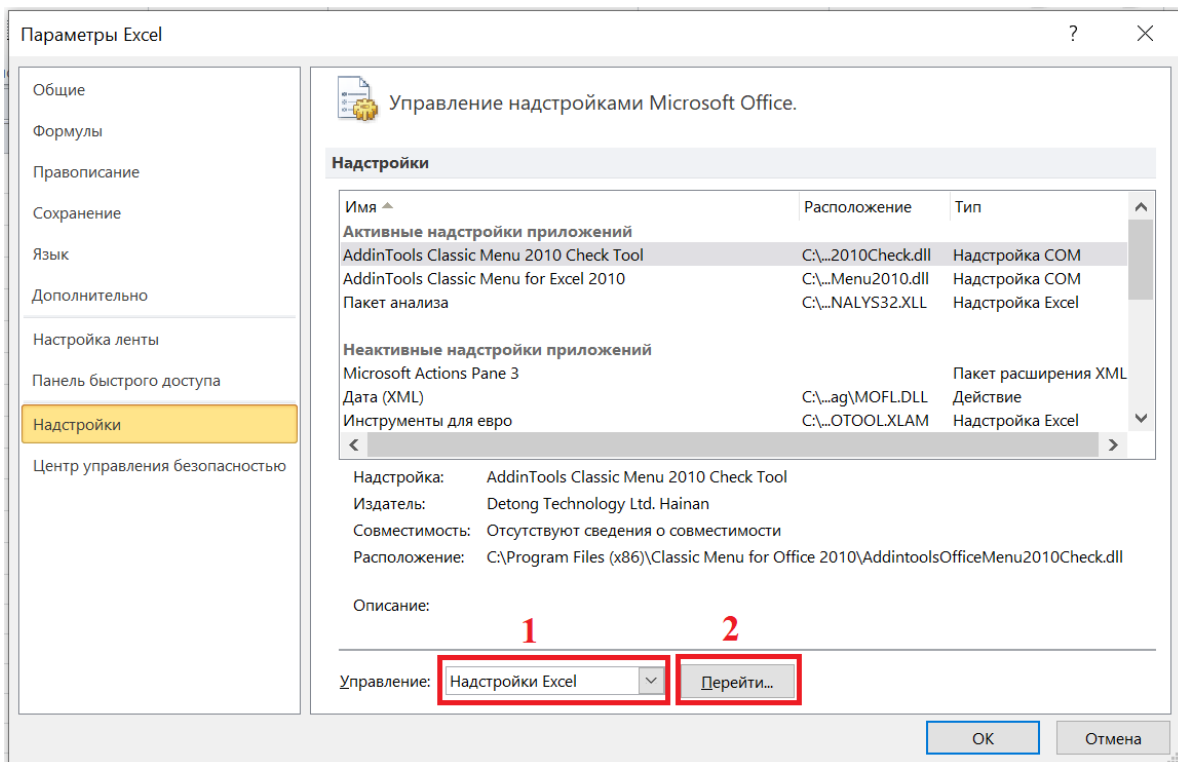 Параметры Excel ?
Общие
Формулы
Правописание
Сохранение
Язык
Дополнительно
Настройка ленты
Панель быстрого доступа
Надстройки
Центр управления безопасностью
Управление надстройками Microsoft Office.
Надстройки
Имя Расположение Тип
Активные надстройки приложений
AddinTools Classic Menu 2010 Check Tool C:\...2010Check.dll Надстройка COM
AddinTools Classic Menu for Excel 2010 C:\...Menu2010.dll Надстройка COM
Пакет анализа C:\...NALYS32.XLL Надстройка Excel
Неактивные надстройки приложений
Microsoft Actions Pane 3 Пакет расширения XML
Дата (XML) C:\...ag\MOFL.DLL Действие
Инструменты для евро C:\...OTOOL.XLAM Надстройка Excel
Надстройка: AddinTools Classic Menu 2010 Check Tool
Издатель: Detong Technology Ltd. Hainan
Совместимость: Отсутствуют сведения о совместимости
Расположение: C:\Program Files (x86)\Classic Menu for Office 2010\AddintoolsOfficeMenu2010Check.dll
Описание:
1 2
Управление: Надстройки Excel Перейти...
ОК Отмена